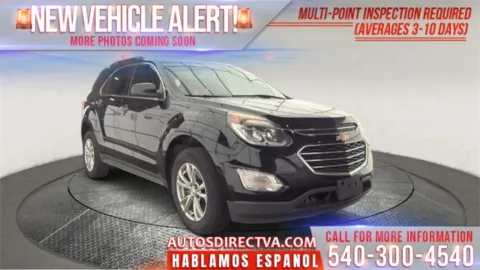 NEW VEHICLE ALERT!
MORE PHOTOS COMING SOON
MULTI-POINT INSPECTION REQUIRED
(AVERAGES 3-10 DAYS)
AUTOSDIRECTVA.COM
HABLAMOS ESPANOL
CALL FOR MORE INFORMATION
540-300-4540